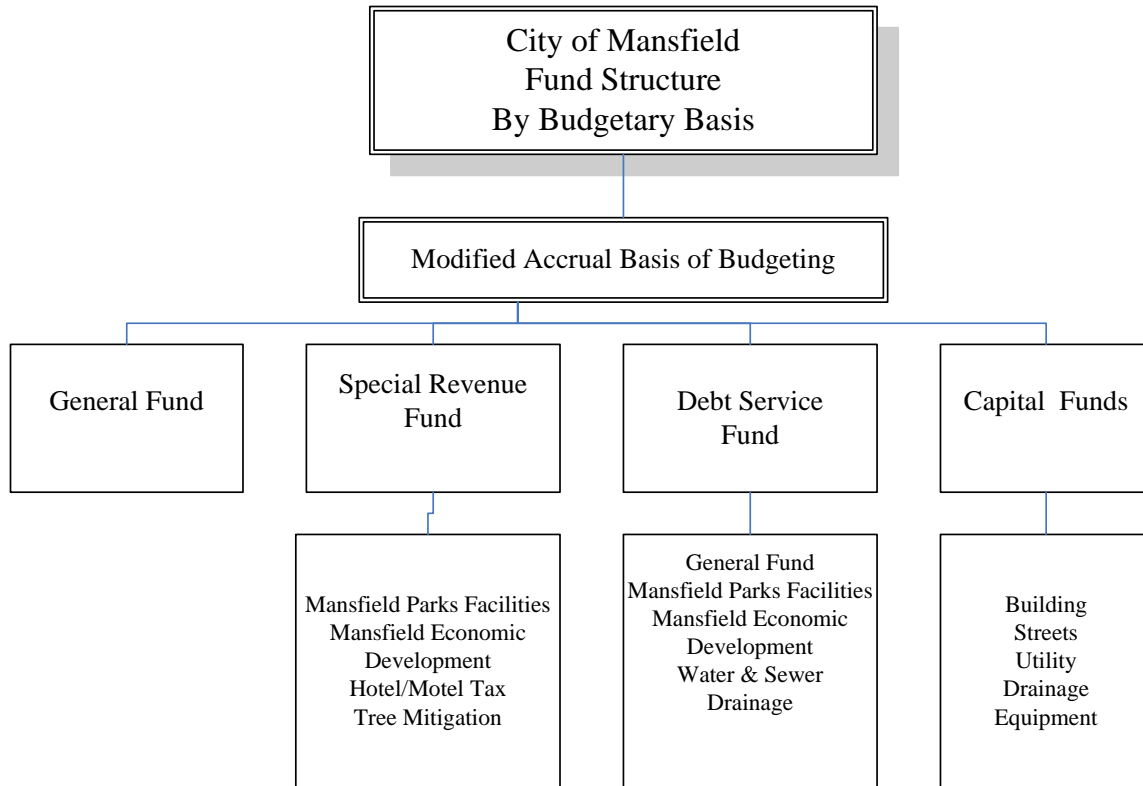 City of Mansfield
Fund Structure
By Budgetary Basis
Modified Accrual Basis of Budgeting
General Fund
Special Revenue
Fund
Debt Service
Fund
Capital Funds
Mansfield Parks Facilities
Mansfield Economic
Development
Hotel/Motel Tax
Tree Mitigation
General Fund
Mansfield Parks Facilities
Mansfield Economic
Development
Water & Sewer
Drainage
Building
Streets
Utility
Drainage
Equipment